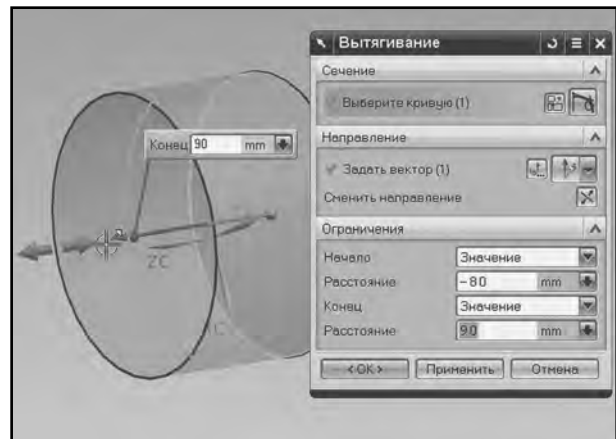 Вытягивание
Сечение
Выберите кривую (1)
Направление
Задать вектор (1)
Сменить направление
Ограничения
Начало Значение
Расстояние -80 mm
Конец Значение
Расстояние 90 mm
<OK> Применить Отмена
Конец 90 mm
ZC